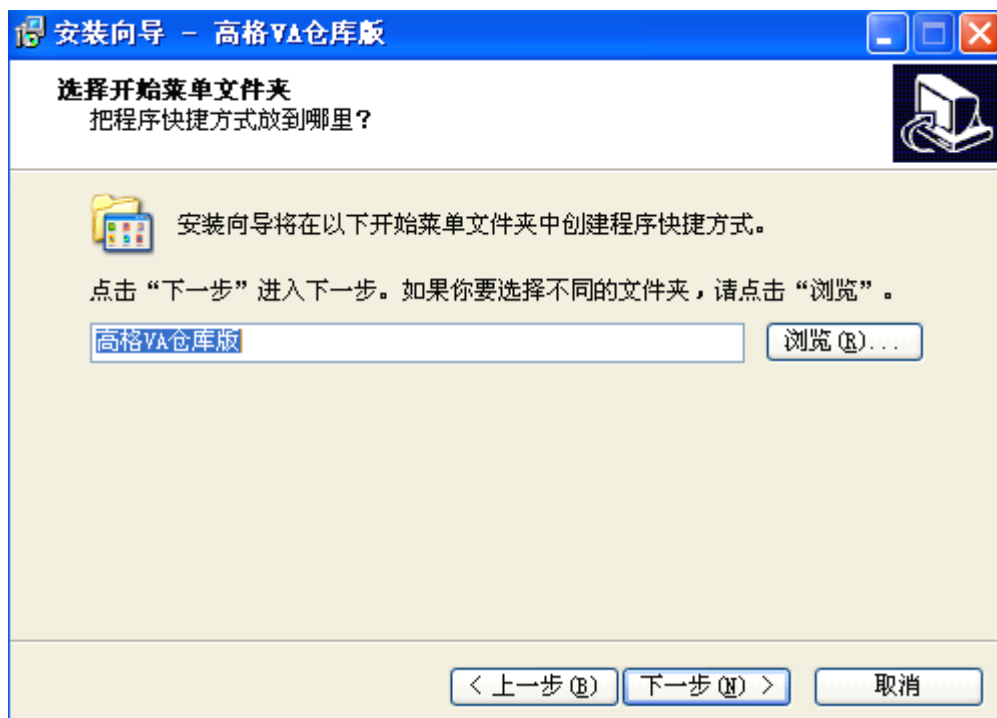 安装向导 - 高格VA仓库版
选择开始菜单文件夹
把程序快捷方式放到哪里?
安装向导将在以下开始菜单文件夹中创建程序快捷方式。
点击“下一步”进入下一步。如果你要选择不同的文件夹,请点击“浏览”。
高格VA仓库版
浏览(R)...
< 上一步(B)
下一步(N) >
取消